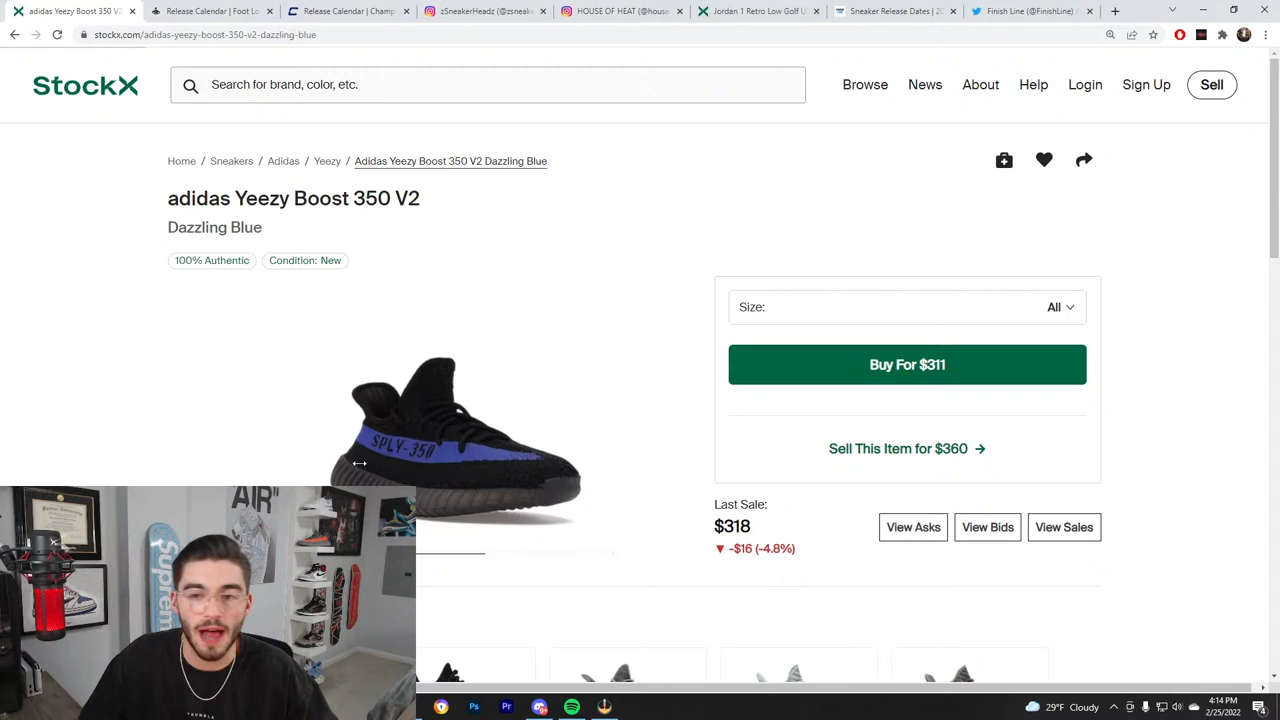 adidas Yeezy Boost 350 V2
Release Calendar | Foot Lo
Release Calendar | Champ
zSneakerHeadz (@zsneake
HOUSE OF HEAT (@house
Jordan 1 Retro Low Golf U
Sneaker Release Dates | 20
Finish Line (@FinishLine) /
stockx.com/adidas-yeezy-boost-350-v2-dazzling-blue
StockX
Search for brand, color, etc.
Browse
News
About
Help
Login
Sign Up
Sell
Home / Sneakers / Adidas / Yeezy / Adidas Yeezy Boost 350 V2 Dazzling Blue
adidas Yeezy Boost 350 V2
Dazzling Blue
100% Authentic
Condition: New
Size:
All
Buy For $311
SPLY-350
Sell This Item for $360
Last Sale:
$318
-$16 (-4.8%)
View Asks
View Bids
View Sales
AIR"
Supreme
Ps
Pr
29°F Cloudy
4:14 PM
2/25/2022
4